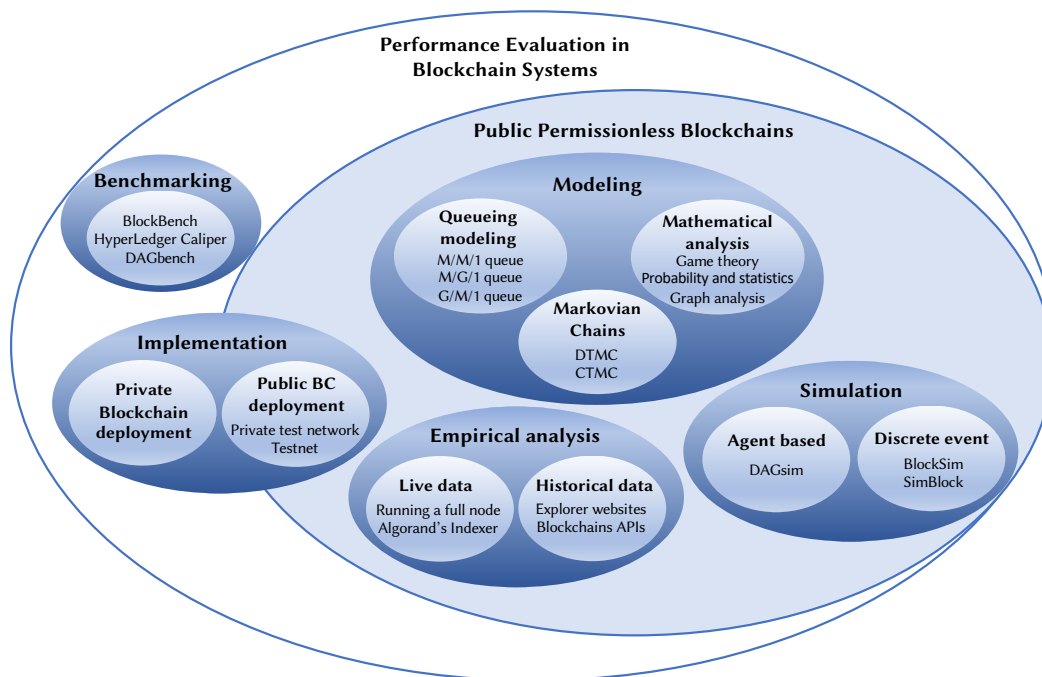 Performance Evaluation in
Blockchain Systems
Public Permissionless Blockchains
Benchmarking
BlockBench
HyperLedger Caliper
DAGbench
Modeling
Queueing
modeling
M/M/1 queue
M/G/1 queue
G/M/1 queue
Mathematical
analysis
Game theory
Probability and statistics
Graph analysis
Markovian
Chains
DTMC
CTMC
Implementation
Private
Blockchain
deployment
Public BC
deployment
Private test network
Testnet
Empirical analysis
Live data
Running a full node
Algorand's Indexer
Historical data
Explorer websites
Blockchains APIs
Simulation
Agent based
DAGsim
Discrete event
BlockSim
SimBlock